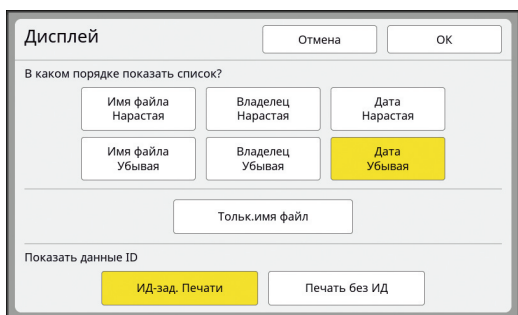 Дисплей
Отмена
ОК
В каком порядке показать список?
Имя файла
Нарастая
Владелец
Нарастая
Дата
Нарастая
Имя файла
Убывая
Владелец
Убывая
Дата
Убывая
Тольк.имя файл
Показать данные ID
ИД-зад. Печати
Печать без ИД